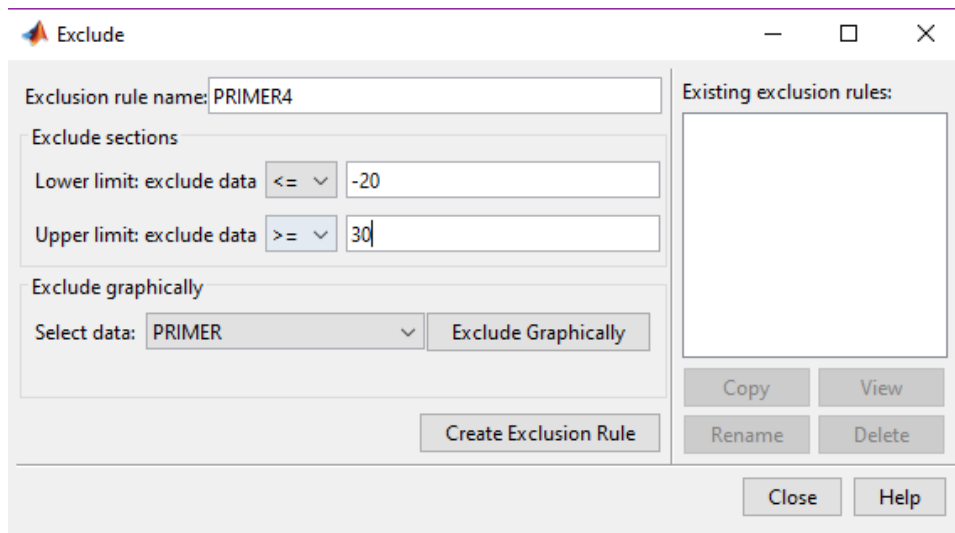 Exclude
Exclusion rule name: PRIMER4
Exclude sections
Lower limit: exclude data <= -20
Upper limit: exclude data >= 30
Exclude graphically
Select data: PRIMER Exclude Graphically
Create Exclusion Rule
Existing exclusion rules:
Copy View
Rename Delete
Close Help